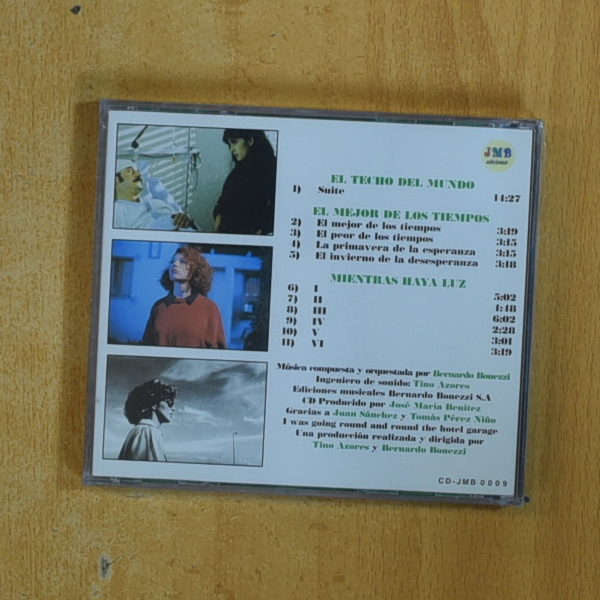 JMB
ediciones
EL TECHO DEL MUNDO
1) Suite 14:27
EL MEJOR DE LOS TIEMPOS
2) El mejor de los tiempos 3:19
3) El peor de los tiempos 3:15
4) La primavera de la esperanza 3:15
5) El invierno de la desesperanza 3:18
MIENTRAS HAYA LUZ
6) I 5:02
7) II 4:48
8) III 6:02
9) IV 2:28
10) V 3:01
11) VI 3:19
Música compuesta y orquestada por Bernardo Bonezzi
Ingeniero de sonido: Tino Azores
Ediciones musicales Bernardo Bonezzi S.A
CD Producido por José María Benítez
Gracias a Juan Sánchez y Tomás Pérez Niño
I was going round and round the hotel garage
Una producción realizada y dirigida por
Tino Azores y Bernardo Bonezzi
CD-JMB 0009